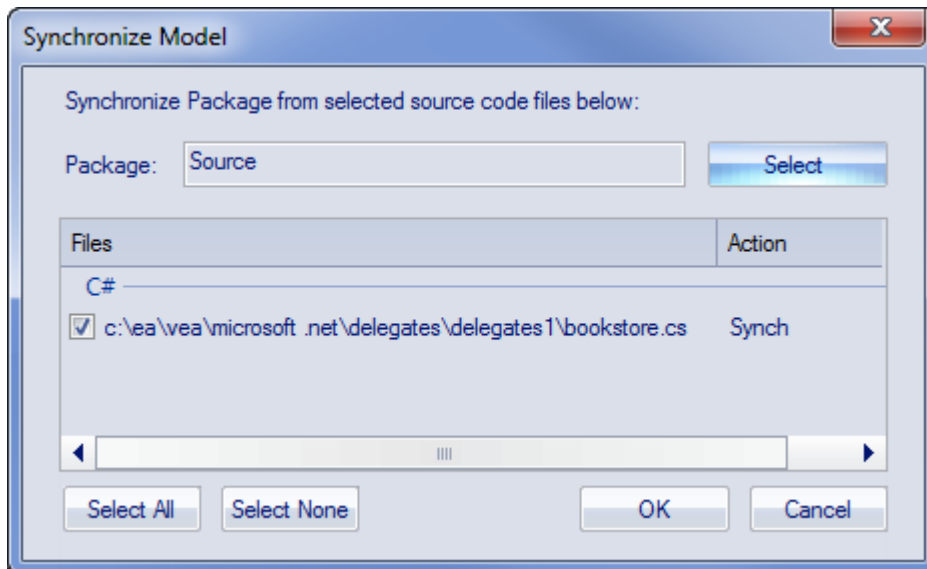 Synchronize Model
X
Synchronize Package from selected source code files below:
Package: Source Select
Files Action
C#
c:\ea\vea\microsoft .net\delegates\delegates1\bookstore.cs Synch
Select All Select None OK Cancel